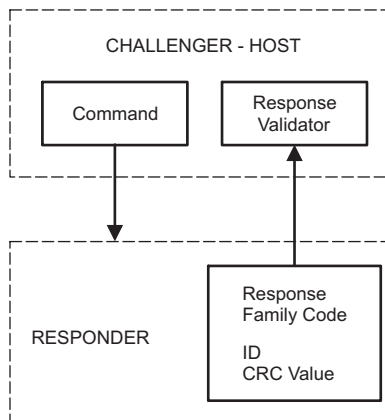 CHALLENGER - HOST
Command
Response
Validator
RESPONDER
Response
Family Code
ID
CRC Value